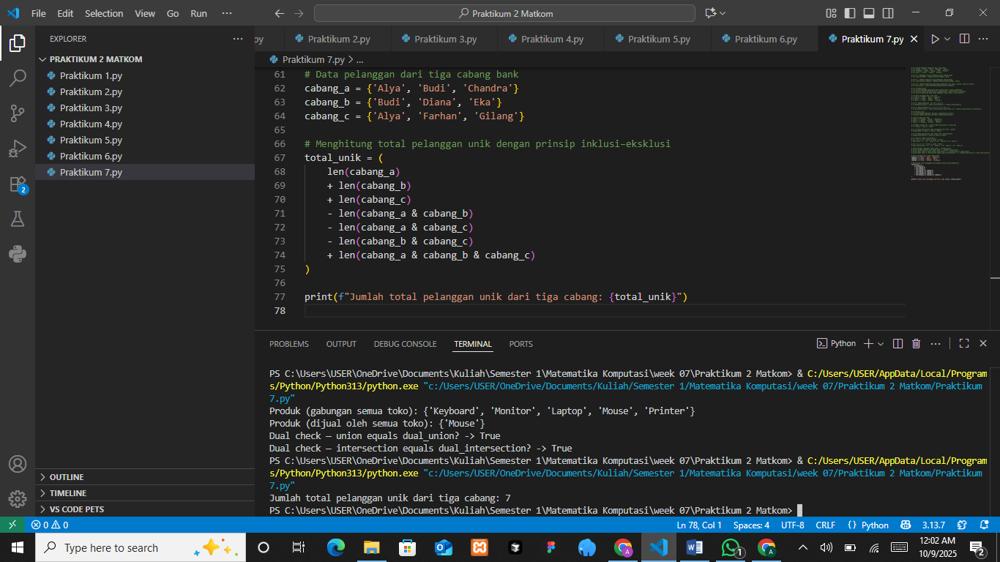 File Edit Selection View Go Run ··· Praktikum 2 Matkom
EXPLORER ···
PRAKTIKUM 2 MATKOM
Praktikum 1.py
Praktikum 2.py
Praktikum 3.py
Praktikum 4.py
Praktikum 5.py
Praktikum 6.py
Praktikum 7.py
2
OUTLINE
TIMELINE
VS CODE PETS
py Praktikum 2.py Praktikum 3.py Praktikum 4.py Praktikum 5.py Praktikum 6.py Praktikum 7.py
Praktikum 7.py > ...
61 # Data pelanggan dari tiga cabang bank
62 cabang_a = {'Alya', 'Budi', 'Chandra'}
63 cabang_b = {'Budi', 'Diana', 'Eka'}
64 cabang_c = {'Alya', 'Farhan', 'Gilang'}
65
66 # Menghitung total pelanggan unik dengan prinsip inklusi–eksklusi
67 total_unik = (
68 len(cabang_a)
69 + len(cabang_b)
70 + len(cabang_c)
71 - len(cabang_a & cabang_b)
72 - len(cabang_a & cabang_c)
73 - len(cabang_b & cabang_c)
74 + len(cabang_a & cabang_b & cabang_c)
75 )
76
77 print(f"Jumlah total pelanggan unik dari tiga cabang: {total_unik}")
78
PROBLEMS OUTPUT DEBUG CONSOLE TERMINAL PORTS Python
PS C:\Users\USER\OneDrive\Documents\Kuliah\Semester 1\Matematika Komputasi\week 07\Praktikum 2 Matkom> & C:/Users/USER/AppData/Local/Program
s/Python/Python313/python.exe "c:/Users/USER/OneDrive/Documents/Kuliah/Semester 1/Matematika Komputasi/week 07/Praktikum 2 Matkom/Praktikum
7.py"
Produk (gabungan semua toko): {'Keyboard', 'Monitor', 'Laptop', 'Mouse', 'Printer'}
Produk (dijual oleh semua toko): {'Mouse'}
Dual check — union equals dual_union? -> True
Dual check — intersection equals dual_intersection? -> True
PS C:\Users\USER\OneDrive\Documents\Kuliah\Semester 1\Matematika Komputasi\week 07\Praktikum 2 Matkom> & C:/Users/USER/AppData/Local/Program
s/Python/Python313/python.exe "c:/Users/USER/OneDrive/Documents/Kuliah/Semester 1/Matematika Komputasi/week 07/Praktikum 2 Matkom/Praktikum
7.py"
Jumlah total pelanggan unik dari tiga cabang: 7
PS C:\Users\USER\OneDrive\Documents\Kuliah\Semester 1\Matematika Komputasi\week 07\Praktikum 2 Matkom>
0 0 Ln 78, Col 1 Spaces: 4 UTF-8 CRLF {} Python 3.13.7
Type here to search A 1 A 12:02 AM
10/9/2025 2